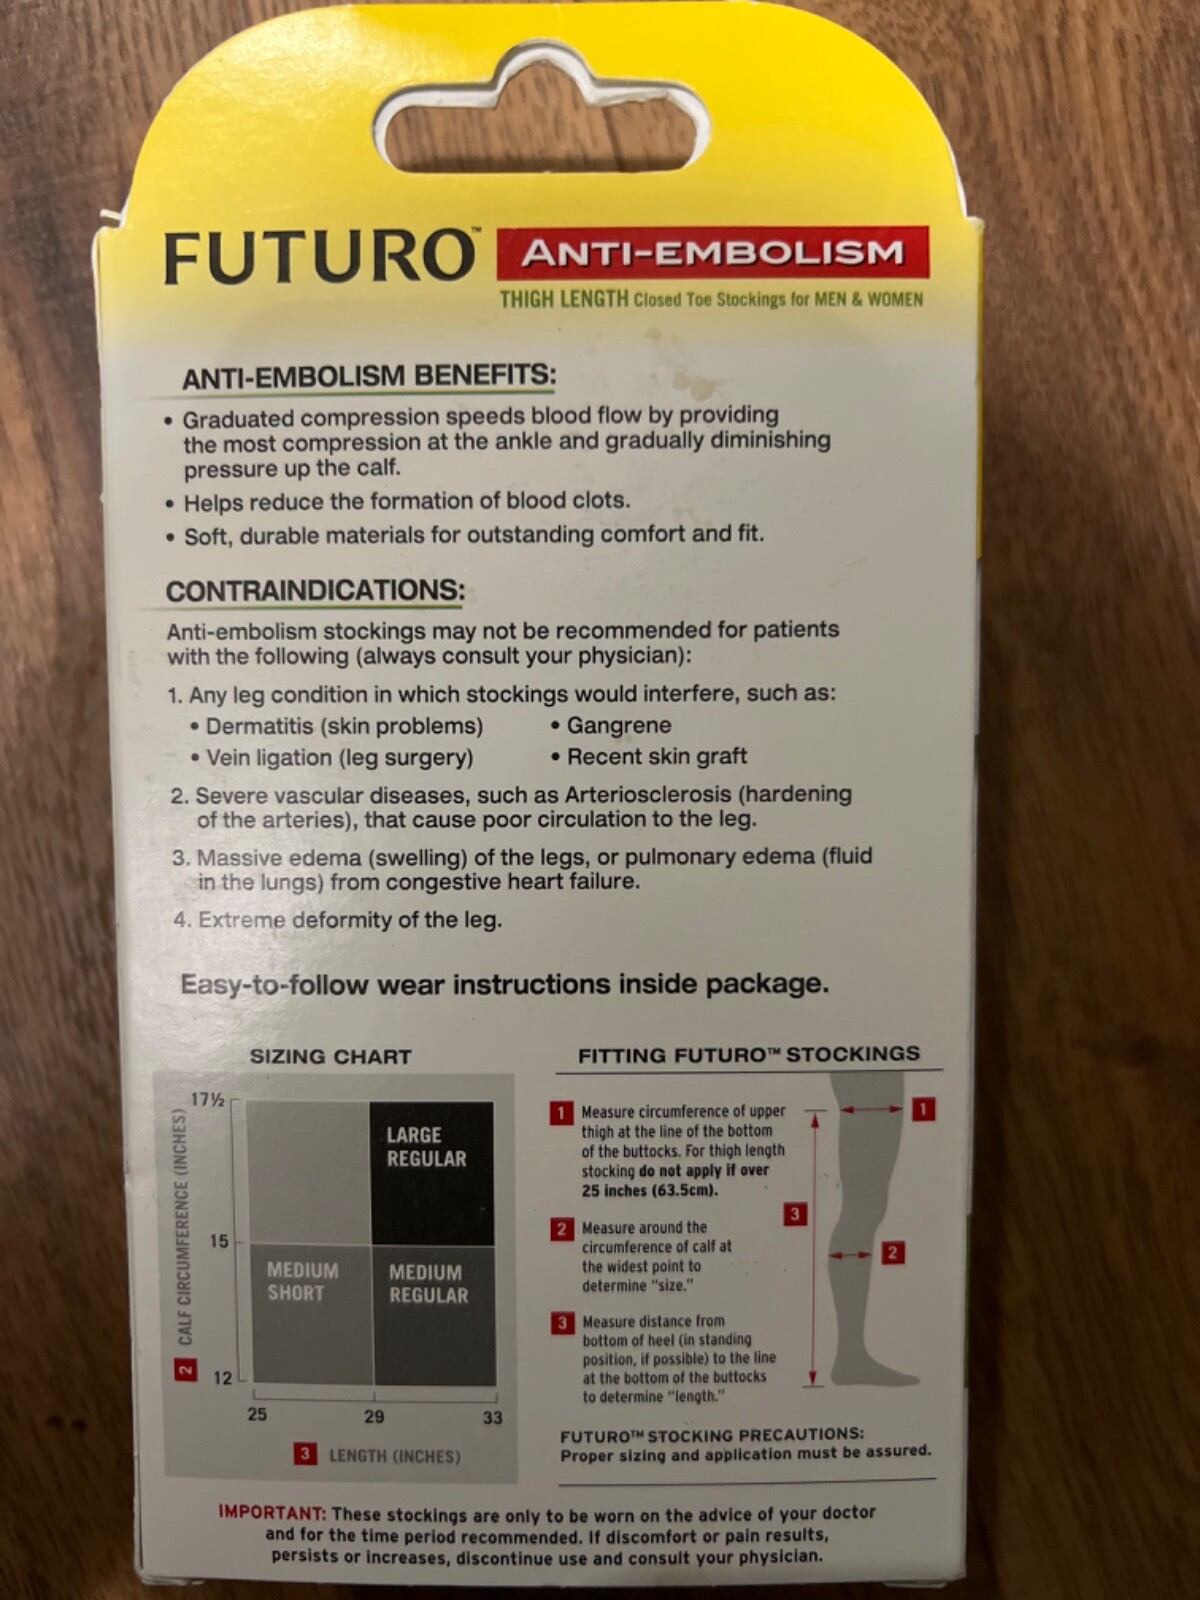 FUTURO™ ANTI-EMBOLISM
THIGH LENGTH Closed Toe Stockings for MEN & WOMEN
ANTI-EMBOLISM BENEFITS:
• Graduated compression speeds blood flow by providing
the most compression at the ankle and gradually diminishing
pressure up the calf.
• Helps reduce the formation of blood clots.
• Soft, durable materials for outstanding comfort and fit.
CONTRAINDICATIONS:
Anti-embolism stockings may not be recommended for patients
with the following (always consult your physician):
1. Any leg condition in which stockings would interfere, such as:
• Dermatitis (skin problems) • Gangrene
• Vein ligation (leg surgery) • Recent skin graft
2. Severe vascular diseases, such as Arteriosclerosis (hardening
of the arteries), that cause poor circulation to the leg.
3. Massive edema (swelling) of the legs, or pulmonary edema (fluid
in the lungs) from congestive heart failure.
4. Extreme deformity of the leg.
Easy-to-follow wear instructions inside package.
SIZING CHART
2 CALF CIRCUMFERENCE (INCHES)
17½
15
12
LARGE
REGULAR
MEDIUM
SHORT
MEDIUM
REGULAR
25 29 33
3 LENGTH (INCHES)
FITTING FUTURO™ STOCKINGS
1 Measure circumference of upper
thigh at the line of the bottom
of the buttocks. For thigh length
stocking do not apply if over
25 inches (63.5cm).
2 Measure around the
circumference of calf at
the widest point to
determine "size."
3 Measure distance from
bottom of heel (in standing
position, if possible) to the line
at the bottom of the buttocks
to determine "length."
1
3
2
FUTURO™ STOCKING PRECAUTIONS:
Proper sizing and application must be assured.
IMPORTANT: These stockings are only to be worn on the advice of your doctor
and for the time period recommended. If discomfort or pain results,
persists or increases, discontinue use and consult your physician.